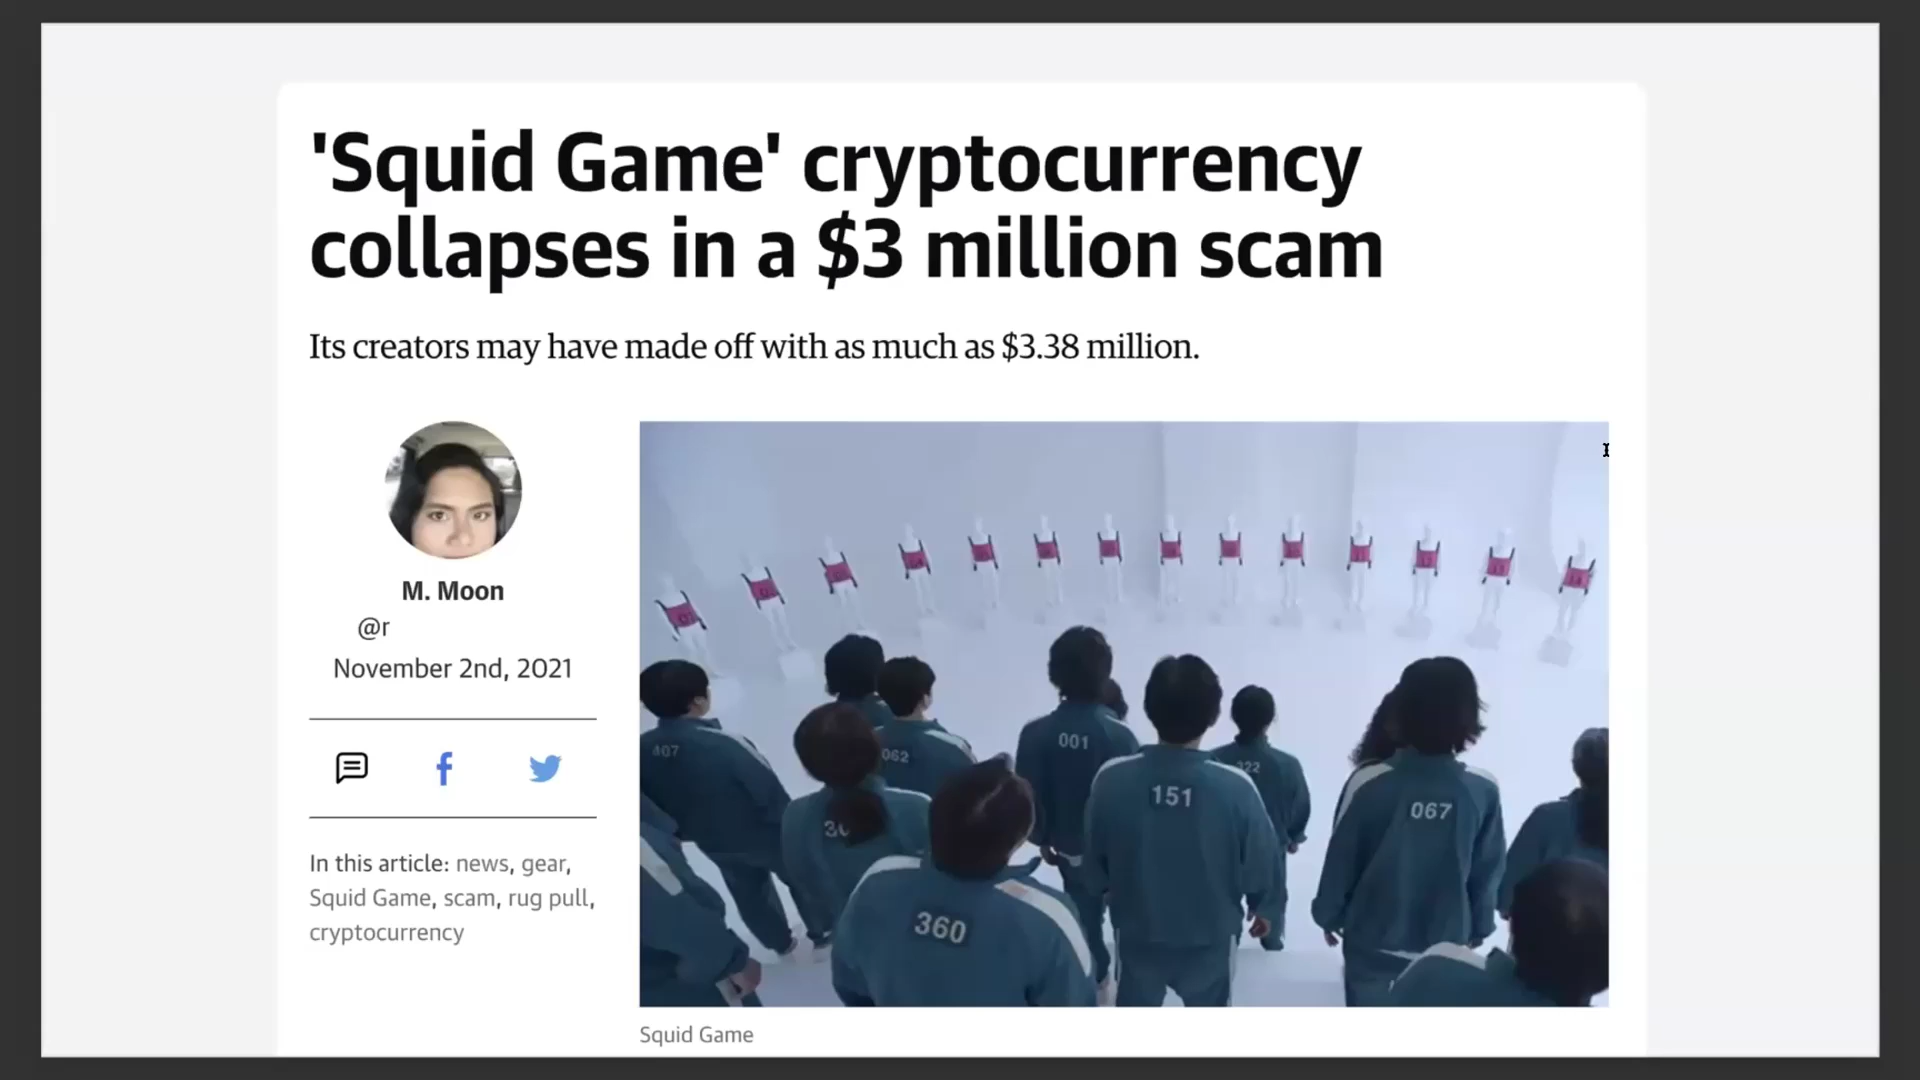 'Squid Game' cryptocurrency
collapses in a $3 million scam
Its creators may have made off with as much as $3.38 million.
M. Moon
@r
November 2nd, 2021
In this article: news, gear,
Squid Game, scam, rug pull,
cryptocurrency
407
062
001
322
151
067
360
Squid Game